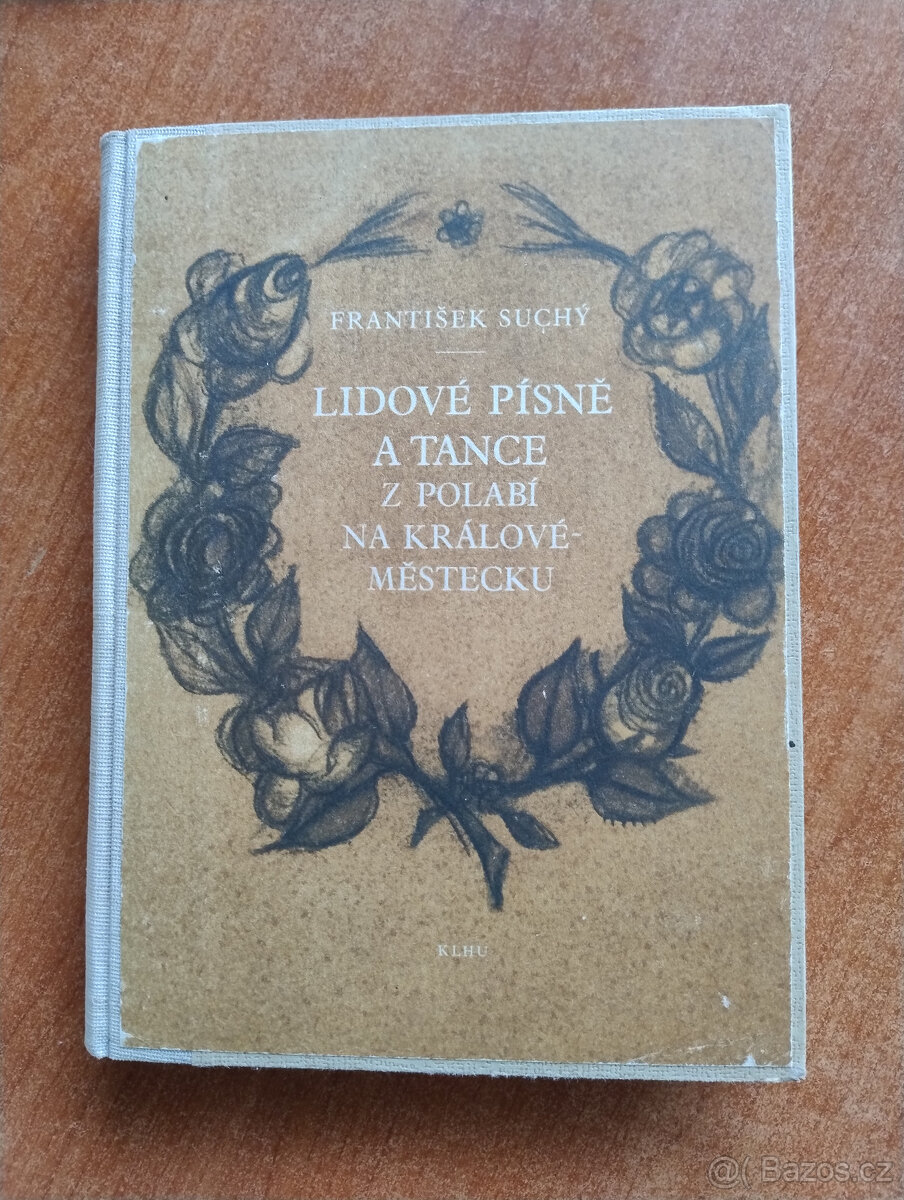 FRANTIŠEK SUCHÝ
LIDOVÉ PÍSNĚ
A TANCE
Z POLABÍ
NA KRÁLOVÉ-
MĚSTECKU
KLHU
@( Bazos.cz